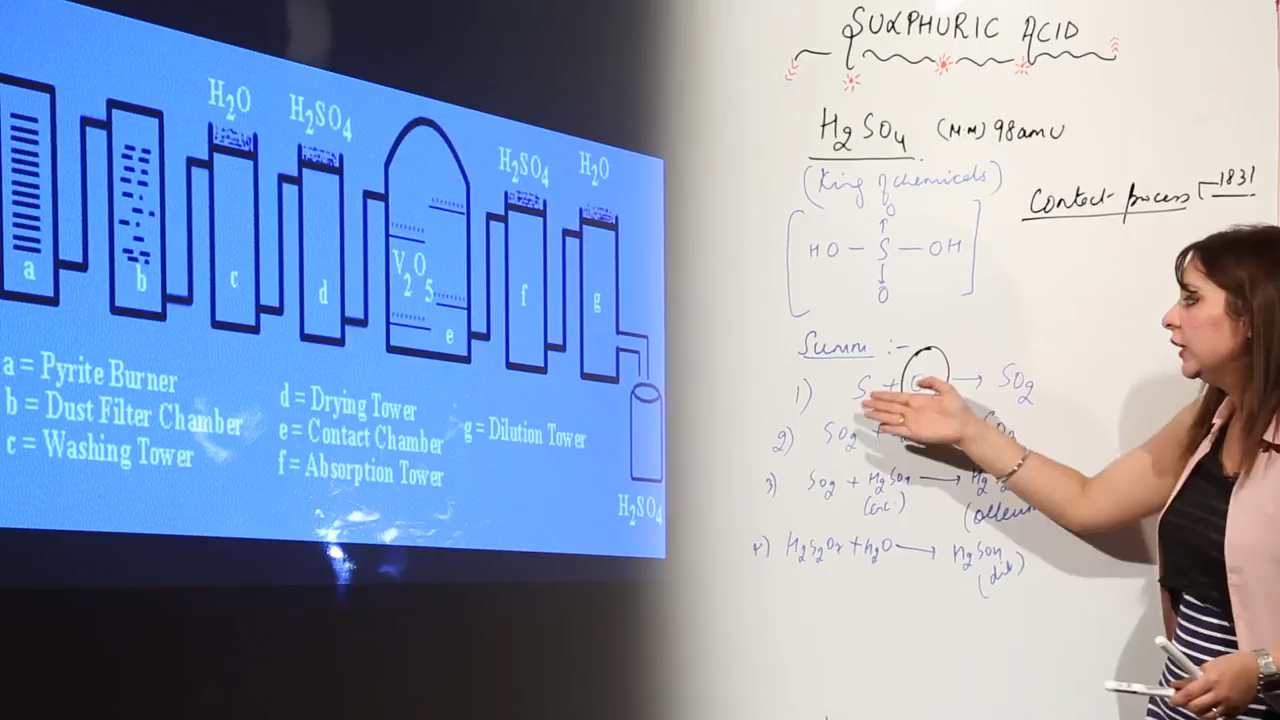 H2O
H2SO4
H2SO4
H2O
V2O5
a
b
c
d
e
f
g
a = Pyrite Burner
b = Dust Filter Chamber
c = Washing Tower
d = Drying Tower
e = Contact Chamber
f = Absorption Tower
g = Dilution Tower
H2SO4
SULPHURIC ACID
H2SO4 (M.M) 98amu
(King of chemicals)
Contact process 1831
O
HO — S — OH
O
Summ :-
1) S + → SO2
2) SO2 +
3) SO2 + H2SO4 →
(Conc.) (olleum
4) H2S2O7 + H2O → H2SO4
(dil)